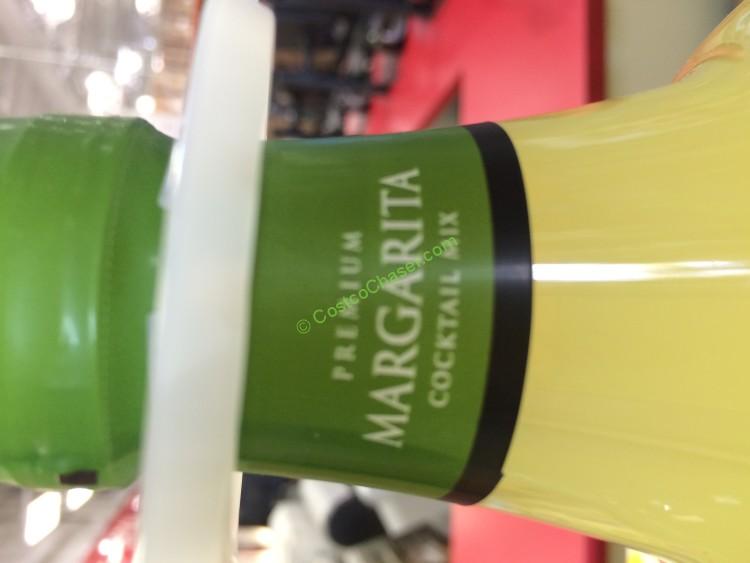 PREMIUM
MARGARITA
COCKTAIL MIX
© CostcoChaser.com